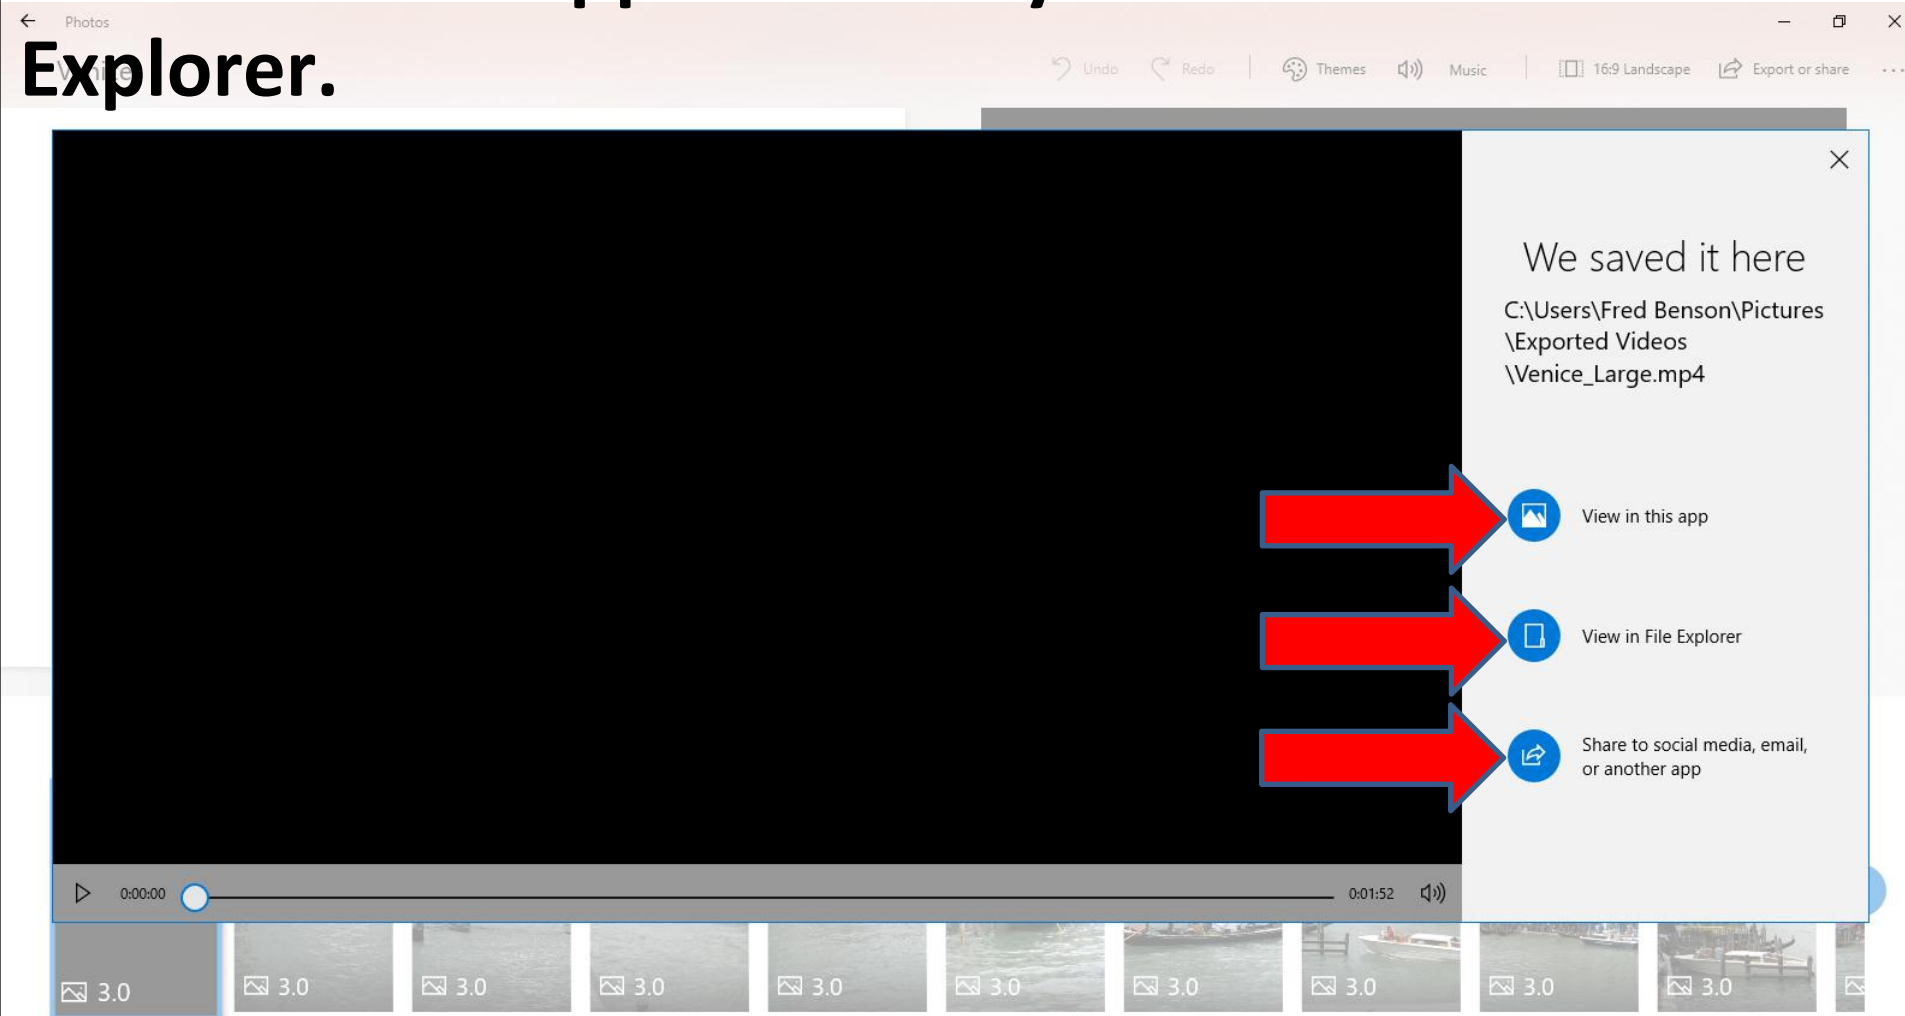 Photos
Explorer.
Undo
Redo
Themes
Music
16:9 Landscape
Export or share
We saved it here
C:\Users\Fred Benson\Pictures
\Exported Videos
\Venice_Large.mp4
View in this app
View in File Explorer
Share to social media, email,
or another app
0:00:00
0:01:52
3.0
3.0
3.0
3.0
3.0
3.0
3.0
3.0
3.0
3.0